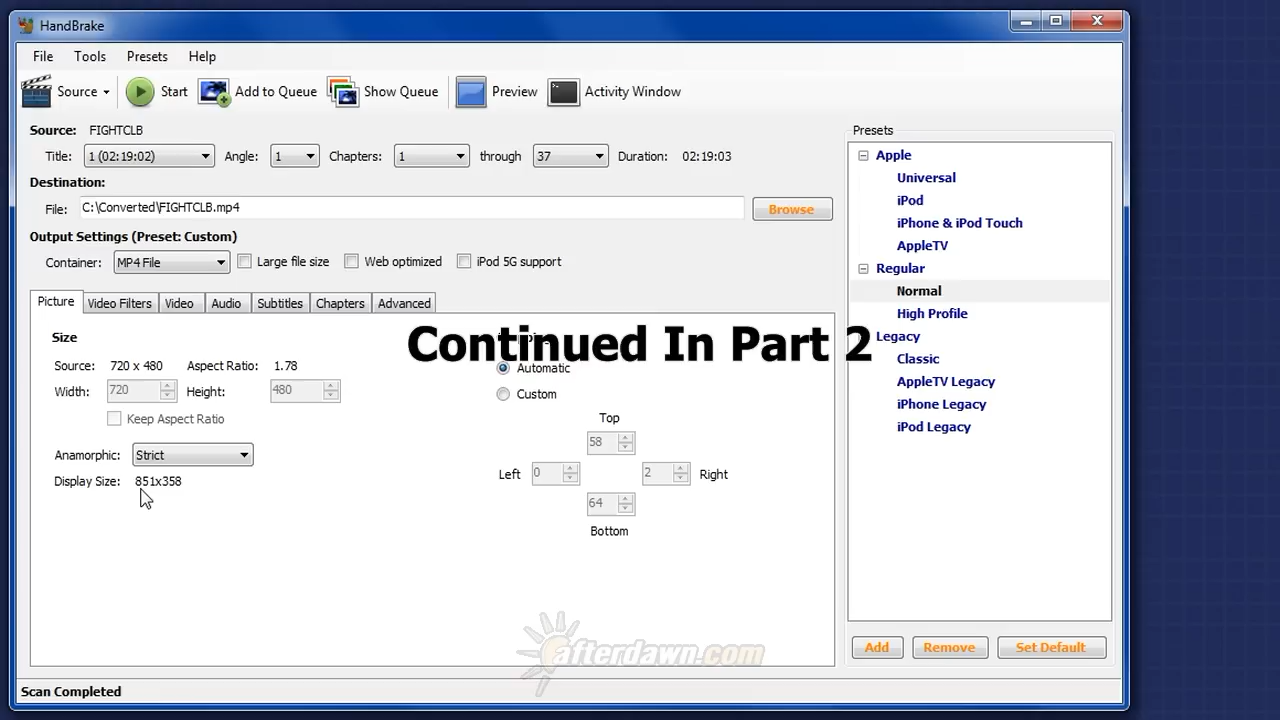 HandBrake
File Tools Presets Help
Source Start Add to Queue Show Queue Preview Activity Window
Source: FIGHTCLB
Title: 1 (02:19:02) Angle: 1 Chapters: 1 through 37 Duration: 02:19:03
Destination:
File: C:\Converted\FIGHTCLB.mp4 Browse
Output Settings (Preset: Custom)
Container: MP4 File Large file size Web optimized iPod 5G support
Picture Video Filters Video Audio Subtitles Chapters Advanced
Size
Source: 720 x 480 Aspect Ratio: 1.78
Width: 720 Height: 480
Keep Aspect Ratio
Anamorphic: Strict
Display Size: 851x358
Continued In Part 2
Automatic
Custom
Top
58
Left 0 2 Right
64
Bottom
Presets
Apple
Universal
iPod
iPhone & iPod Touch
AppleTV
Regular
Normal
High Profile
Legacy
Classic
AppleTV Legacy
iPhone Legacy
iPod Legacy
Add Remove Set Default
afterdawn.com
Scan Completed